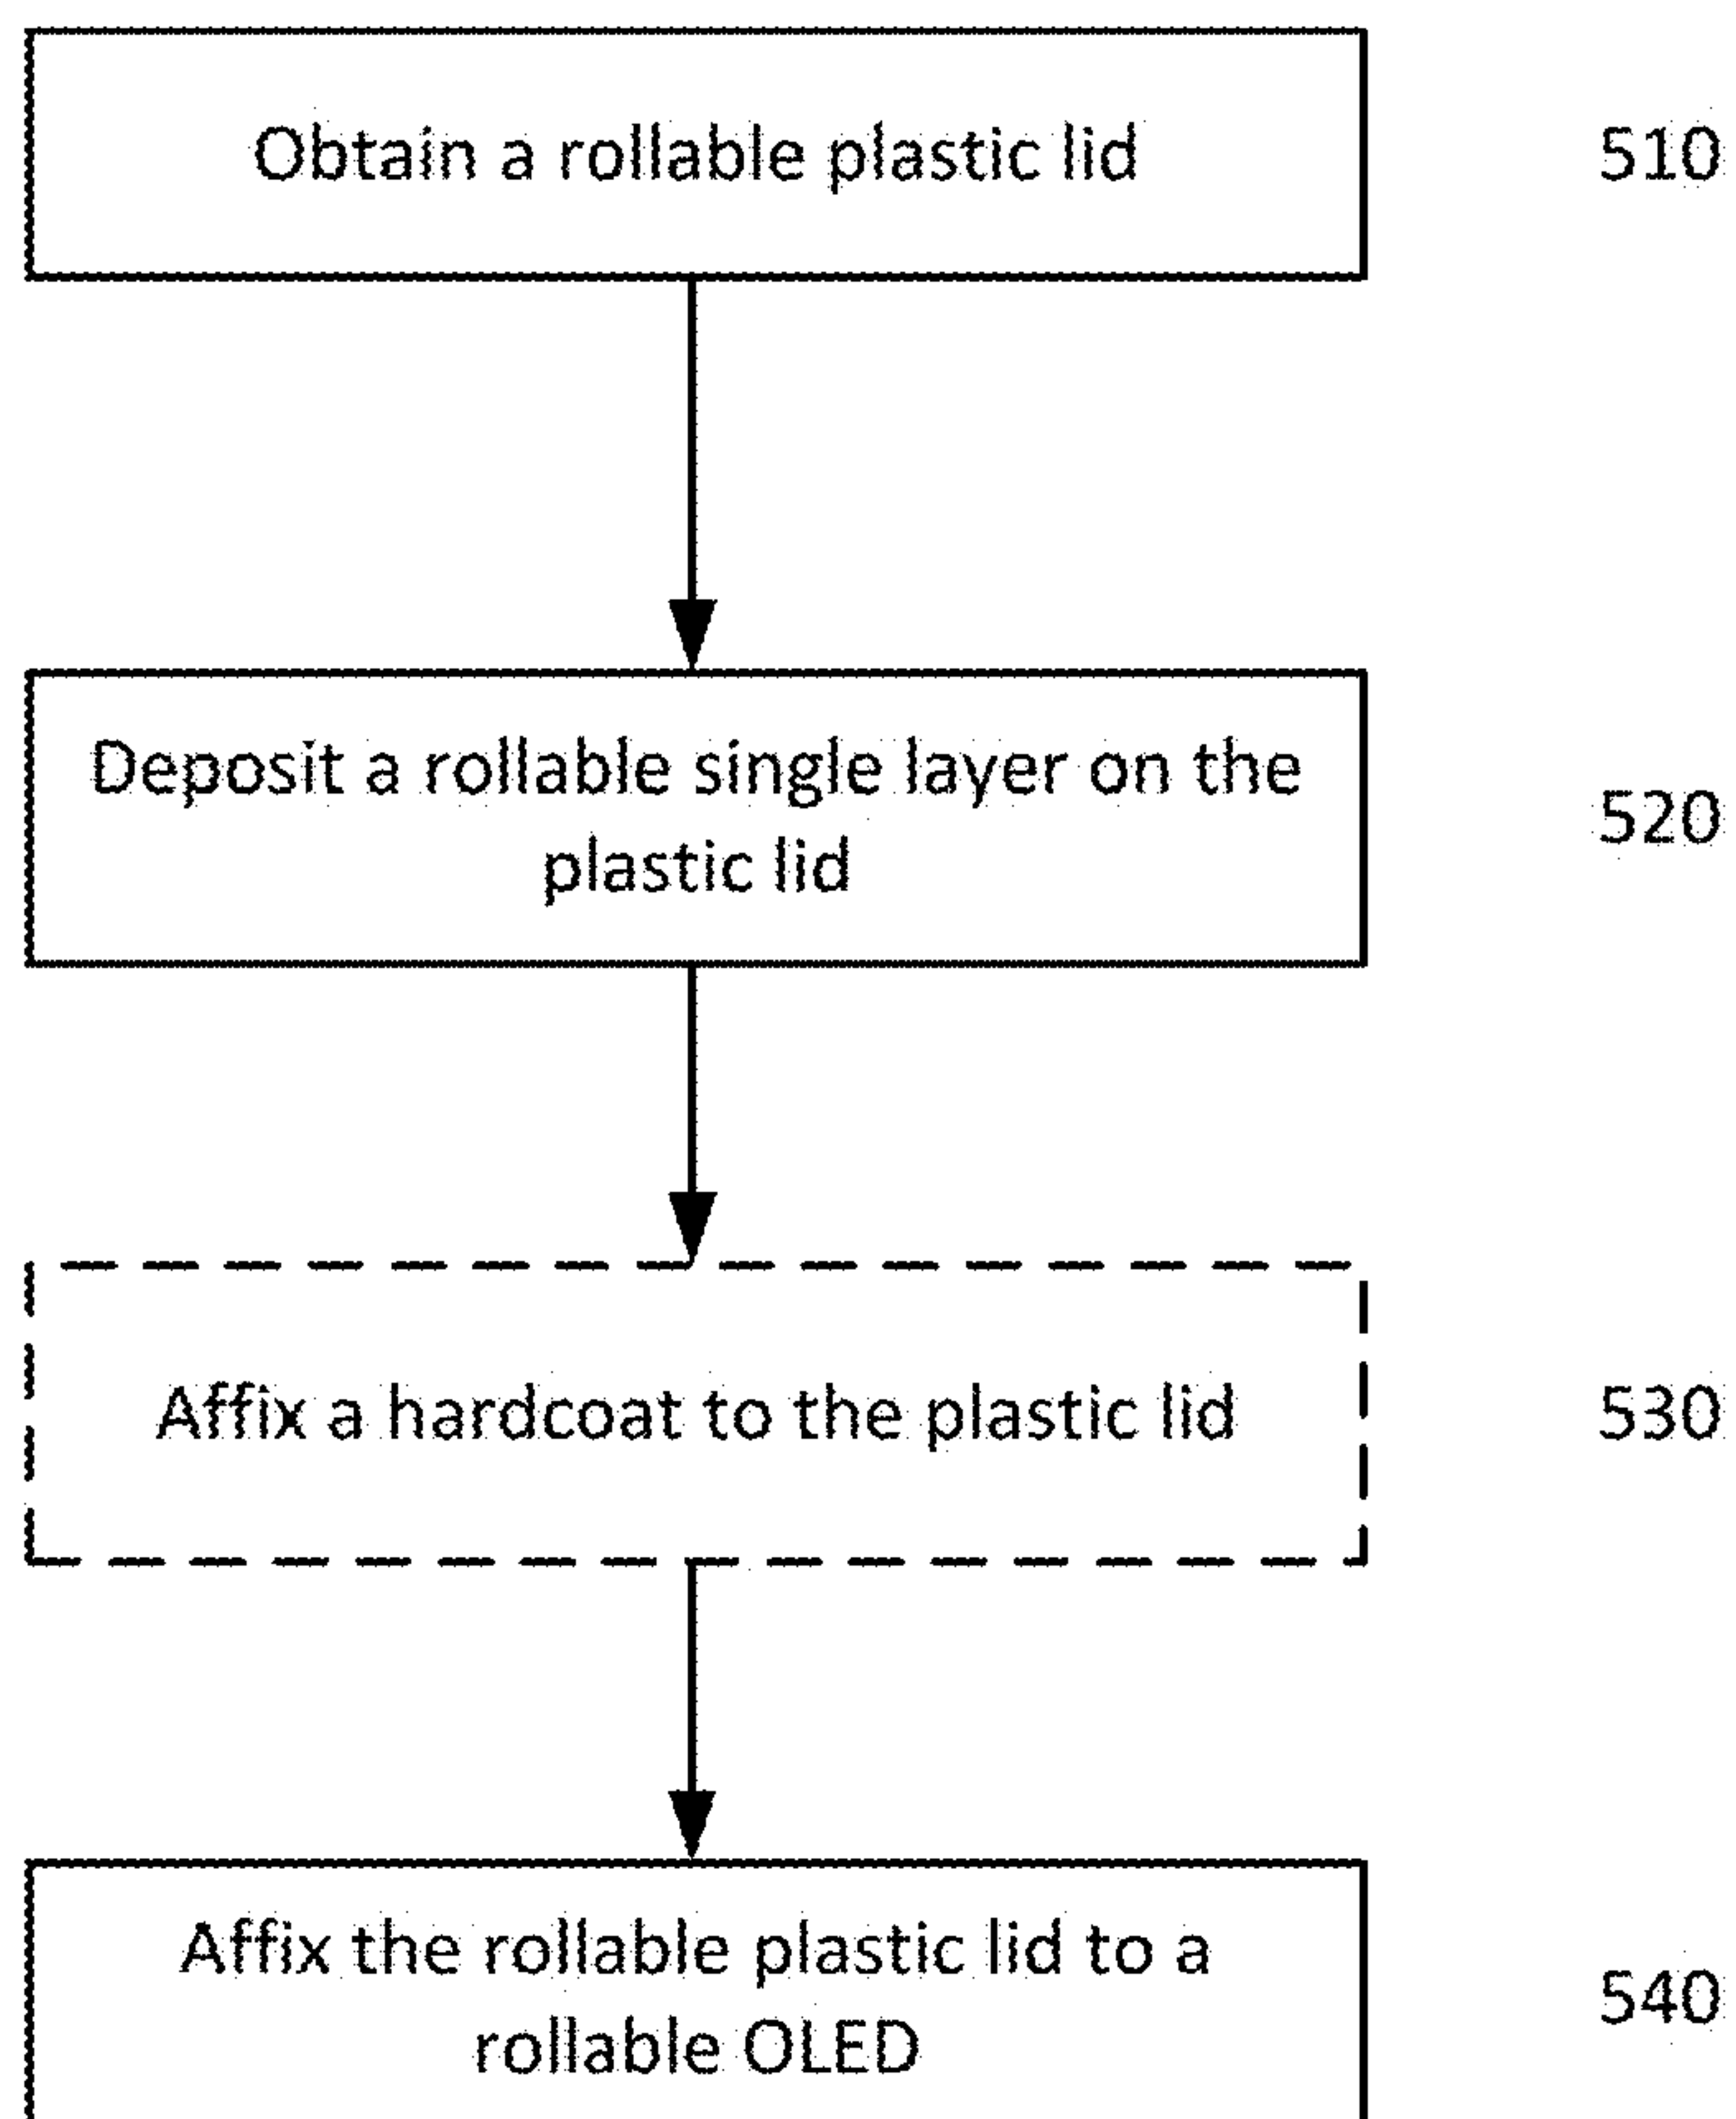 Obtain a rollable plastic lid
510
Deposit a rollable single layer on the
plastic lid
520
Affix a hardcoat to the plastic lid
530
Affix the rollable plastic lid to a
rollable OLED
540